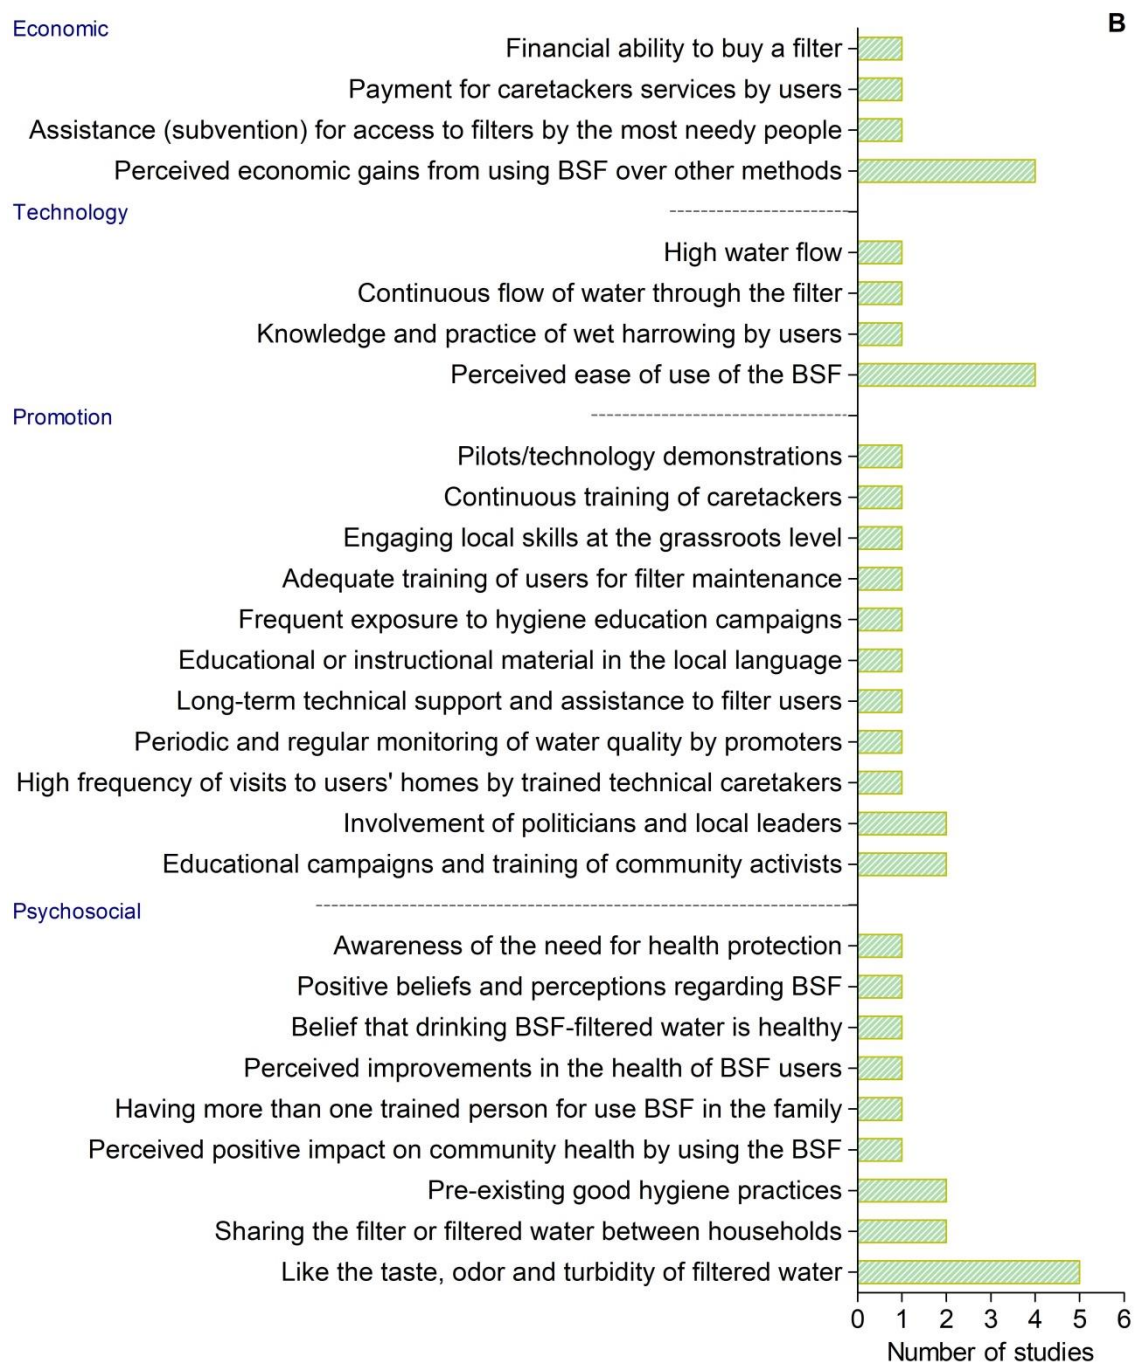 B
Economic
Financial ability to buy a filter
Payment for caretackers services by users
Assistance (subvention) for access to filters by the most needy people
Perceived economic gains from using BSF over other methods
Technology
High water flow
Continuous flow of water through the filter
Knowledge and practice of wet harrowing by users
Perceived ease of use of the BSF
Promotion
Pilots/technology demonstrations
Continuous training of caretackers
Engaging local skills at the grassroots level
Adequate training of users for filter maintenance
Frequent exposure to hygiene education campaigns
Educational or instructional material in the local language
Long-term technical support and assistance to filter users
Periodic and regular monitoring of water quality by promoters
High frequency of visits to users' homes by trained technical caretakers
Involvement of politicians and local leaders
Educational campaigns and training of community activists
Psychosocial
Awareness of the need for health protection
Positive beliefs and perceptions regarding BSF
Belief that drinking BSF-filtered water is healthy
Perceived improvements in the health of BSF users
Having more than one trained person for use BSF in the family
Perceived positive impact on community health by using the BSF
Pre-existing good hygiene practices
Sharing the filter or filtered water between households
Like the taste, odor and turbidity of filtered water
0 1 2 3 4 5 6
Number of studies